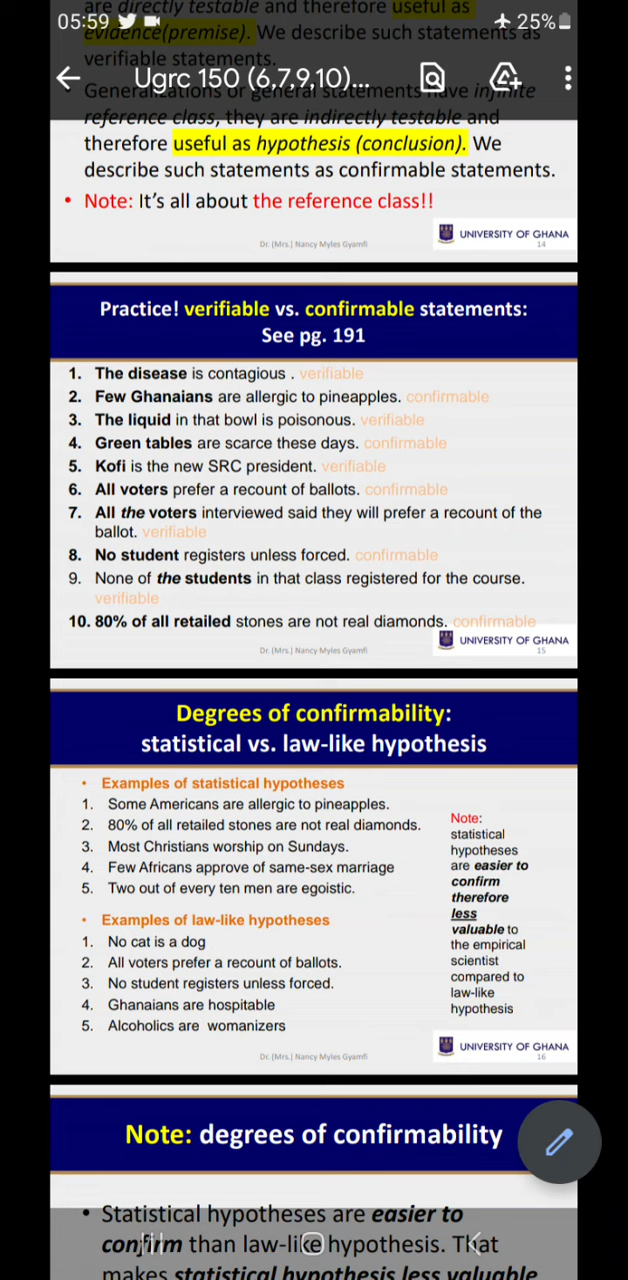 are directly testable and therefore useful as
05:59 25%
evidence(premise). We describe such statements as
verifiable statements.
Ugrc 150 (6,7,9,10)...
Generalizations or general statements have infinite
reference class, they are indirectly testable and
therefore useful as hypothesis (conclusion). We
describe such statements as confirmable statements.
• Note: It's all about the reference class!!
UNIVERSITY OF GHANA
Dr. (Mrs.) Nancy Myles Gyamfi
14
Practice! verifiable vs. confirmable statements:
See pg. 191
1. The disease is contagious . verifiable
2. Few Ghanaians are allergic to pineapples. confirmable
3. The liquid in that bowl is poisonous. verifiable
4. Green tables are scarce these days. confirmable
5. Kofi is the new SRC president. verifiable
6. All voters prefer a recount of ballots. confirmable
7. All the voters interviewed said they will prefer a recount of the
ballot. verifiable
8. No student registers unless forced. confirmable
9. None of the students in that class registered for the course.
verifiable
10. 80% of all retailed stones are not real diamonds. confirmable
UNIVERSITY OF GHANA
Dr. (Mrs.) Nancy Myles Gyamfi
15
Degrees of confirmability:
statistical vs. law-like hypothesis
• Examples of statistical hypotheses
1. Some Americans are allergic to pineapples.
2. 80% of all retailed stones are not real diamonds.
3. Most Christians worship on Sundays.
4. Few Africans approve of same-sex marriage
5. Two out of every ten men are egoistic.
• Examples of law-like hypotheses
1. No cat is a dog
2. All voters prefer a recount of ballots.
3. No student registers unless forced.
4. Ghanaians are hospitable
5. Alcoholics are womanizers
Note:
statistical
hypotheses
are easier to
confirm
therefore
less
valuable to
the empirical
scientist
compared to
law-like
hypothesis
UNIVERSITY OF GHANA
Dr. (Mrs.) Nancy Myles Gyamfi
16
Note: degrees of confirmability
• Statistical hypotheses are easier to
confirm than law-like hypothesis. That
makes statistical hypothesis less valuable